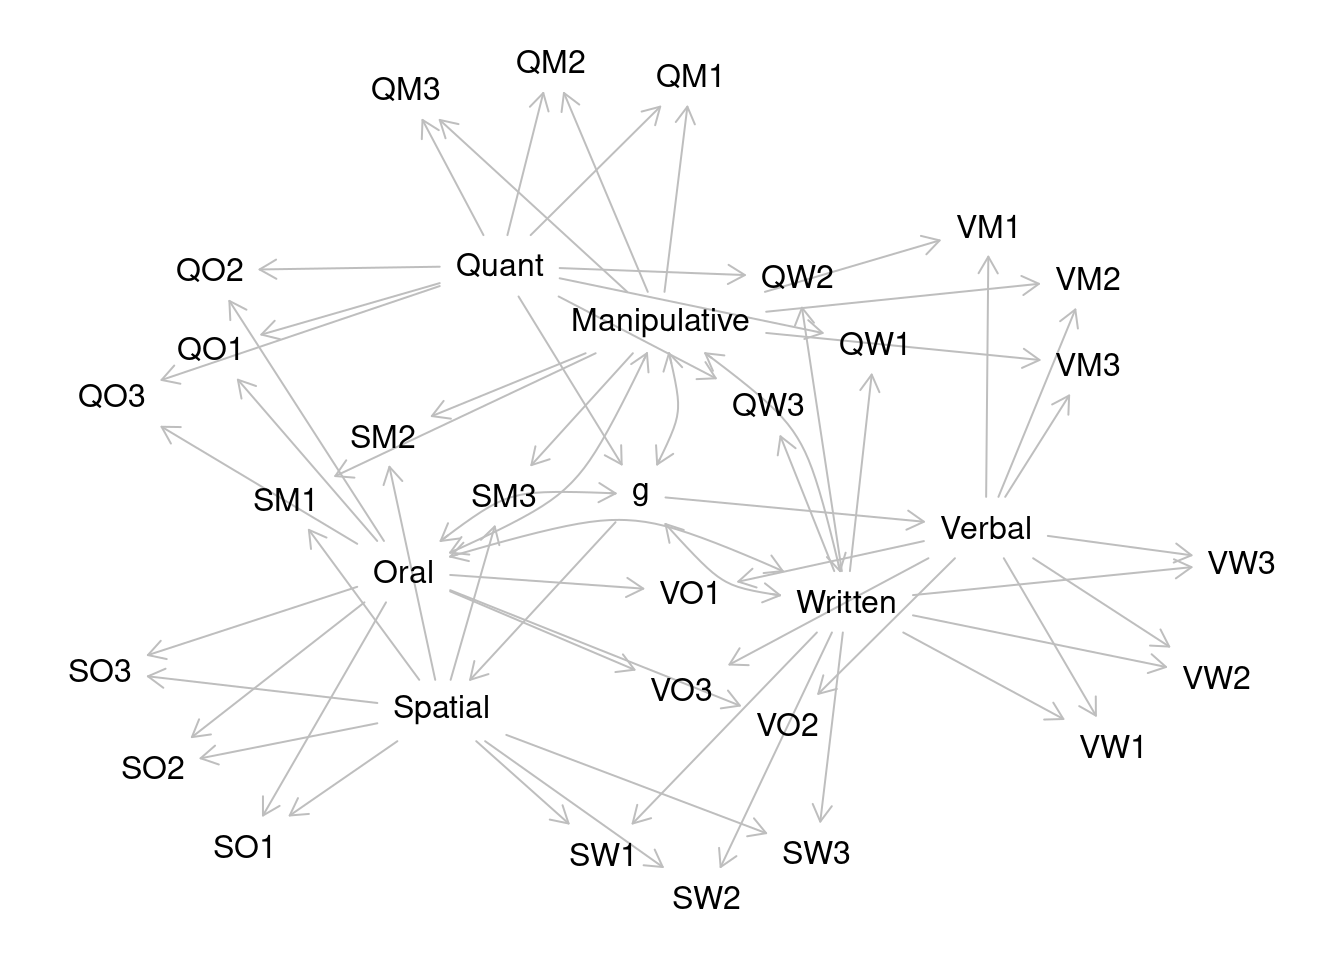 QM2
QM1
QM3
VM1
Quant
QO2
QW2
VM2
Manipulative
QW1
QO1
VM3
QO3
QW3
SM2
g
SM3
SM1
Verbal
VW3
Oral
VO1
Written
SO3
VW2
VO3
Spatial
VO2
VW1
SO2
SO1
SW1
SW3
SW2